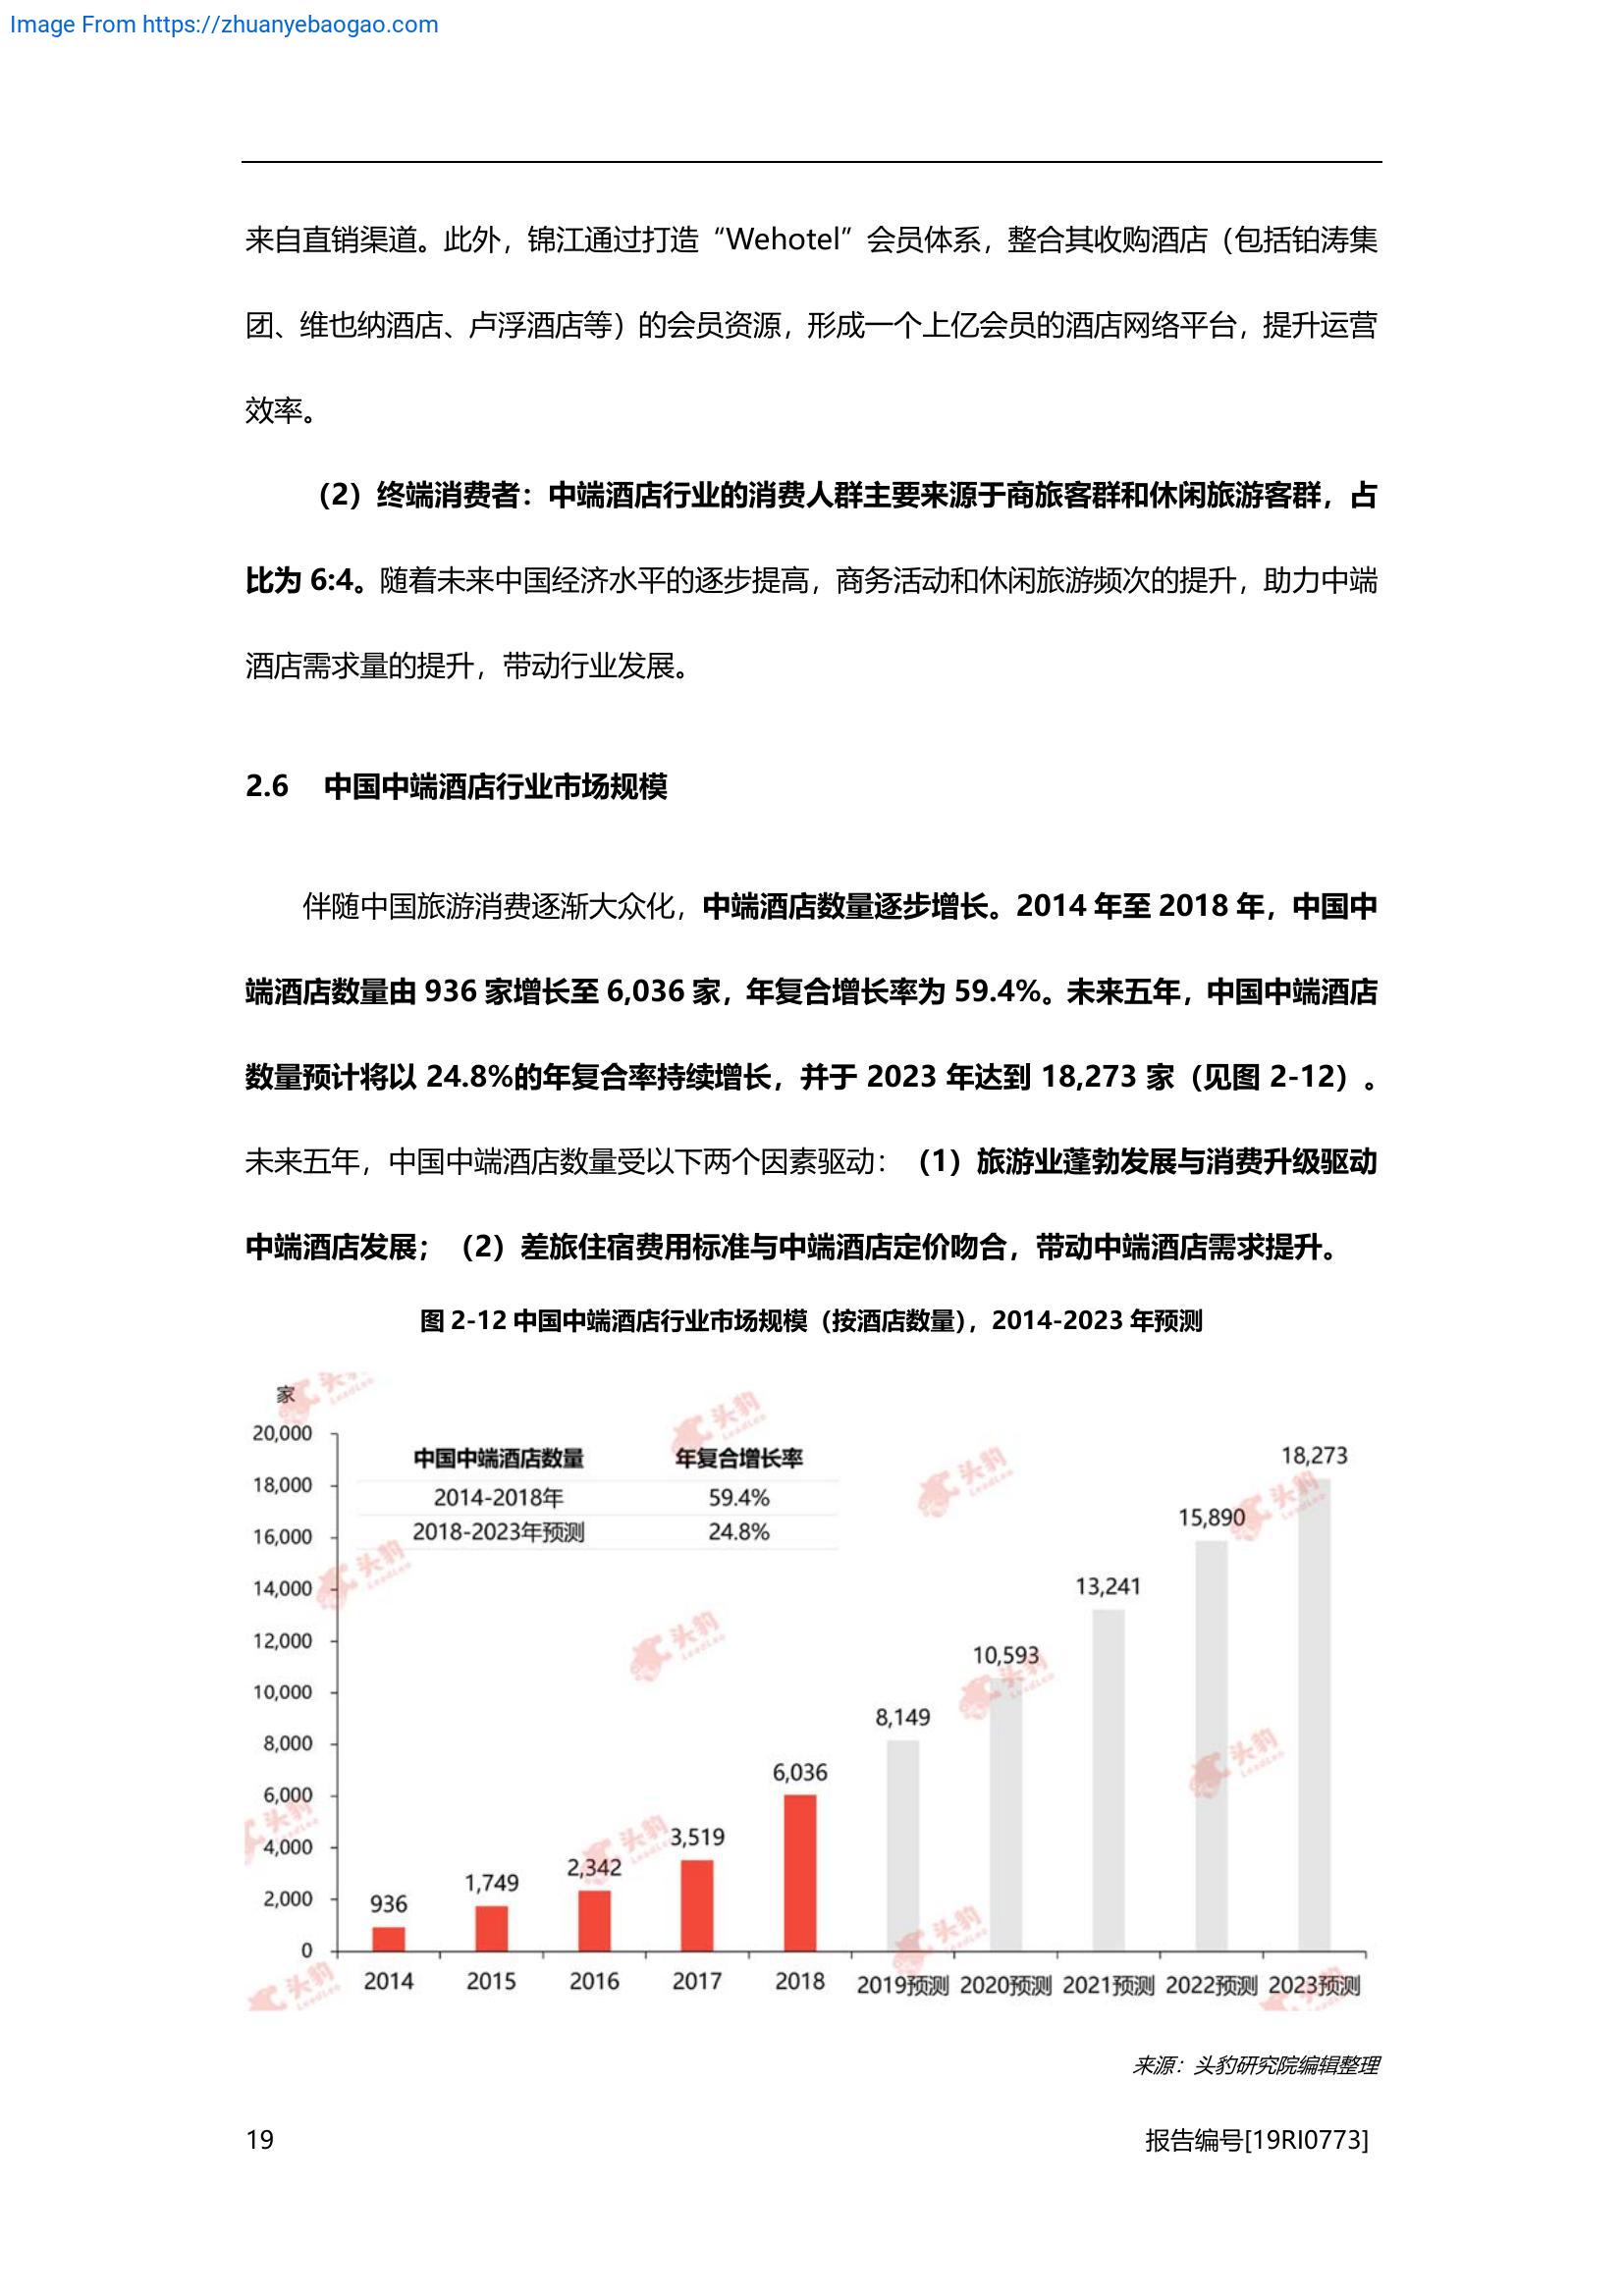 Image From https://zhuanyebaogao.com
来自直销渠道。此外，锦江通过打造“Wehotel”会员体系，整合其收购酒店（包括铂涛集
团、维也纳酒店、卢浮酒店等）的会员资源，形成一个上亿会员的酒店网络平台，提升运营
效率。
（2）终端消费者：中端酒店行业的消费人群主要来源于商旅客群和休闲旅游客群，占
比为 6:4。随着未来中国经济水平的逐步提高，商务活动和休闲旅游频次的提升，助力中端
酒店需求量的提升，带动行业发展。
2.6 中国中端酒店行业市场规模
伴随中国旅游消费逐渐大众化，中端酒店数量逐步增长。2014 年至 2018 年，中国中
端酒店数量由 936 家增长至 6,036 家，年复合增长率为 59.4%。未来五年，中国中端酒店
数量预计将以 24.8%的年复合率持续增长，并于 2023 年达到 18,273 家（见图 2-12）。
未来五年，中国中端酒店数量受以下两个因素驱动：（1）旅游业蓬勃发展与消费升级驱动
中端酒店发展；（2）差旅住宿费用标准与中端酒店定价吻合，带动中端酒店需求提升。
图 2-12 中国中端酒店行业市场规模（按酒店数量），2014-2023 年预测
家
20,000
18,000
16,000
14,000
12,000
10,000
8,000
6,000
4,000
2,000
0
中国中端酒店数量 年复合增长率
2014-2018年 59.4%
2018-2023年预测 24.8%
936
1,749
2,342
3,519
6,036
8,149
10,593
13,241
15,890
18,273
2014 2015 2016 2017 2018 2019预测 2020预测 2021预测 2022预测 2023预测
头豹
LeadLeo
来源：头豹研究院编辑整理
19 报告编号[19RI0773]